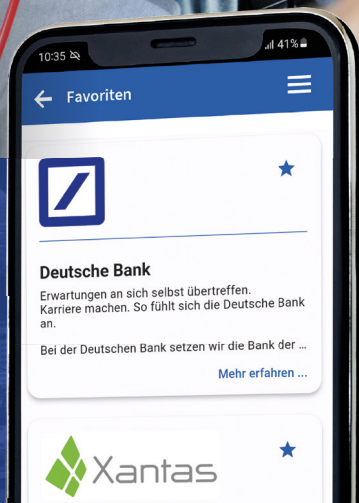 10:35
41%
Favoriten
Deutsche Bank
Erwartungen an sich selbst übertreffen.
Karriere machen. So fühlt sich die Deutsche Bank
an.
Bei der Deutschen Bank setzen wir die Bank der ...
Mehr erfahren ...
Xantas